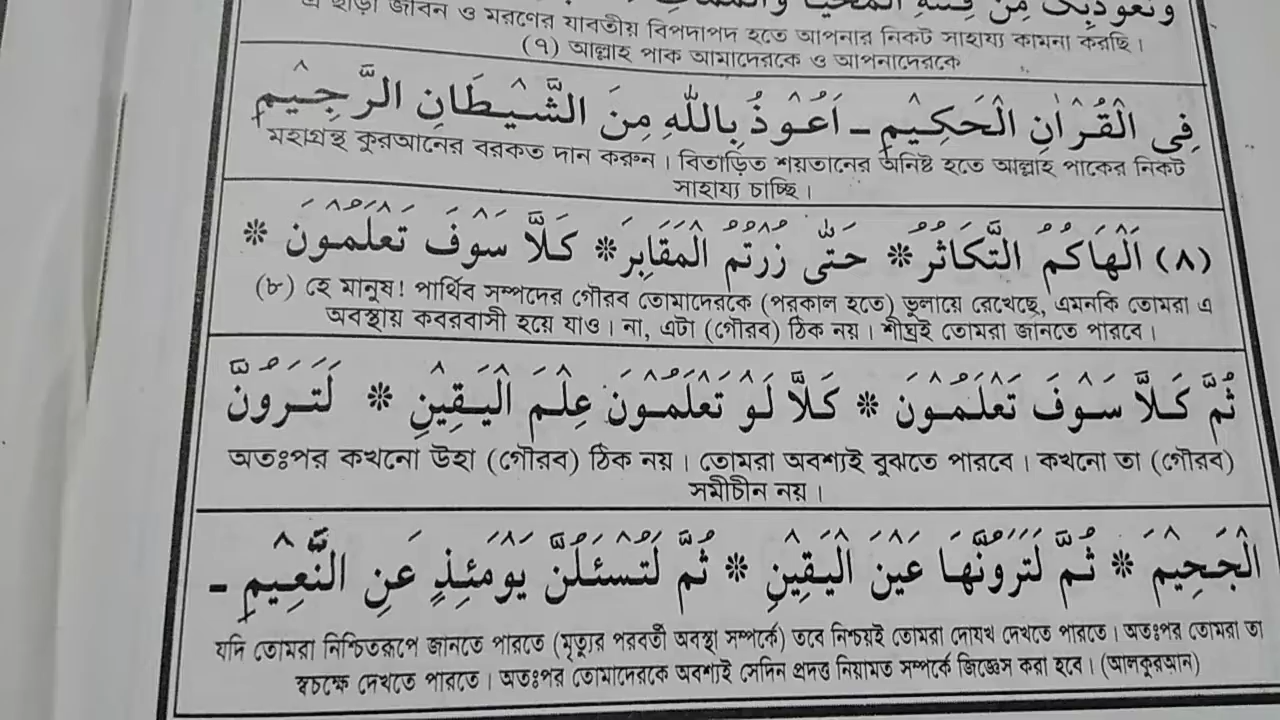 ونعوذبك من فتنة المحيا
এ ছাড়া জীবন ও মরণের যাবতীয় বিপদাপদ হতে আপনার নিকট সাহায্য কামনা করছি।
(৭) আল্লাহ পাক আমাদেরকে ও আপনাদেরকে
فِى الْقُرْاٰنِ الْحَكِيْمِ - اَعُوْذُ بِاللّٰهِ مِنَ الشَّيْطَانِ الرَّجِيْمِ
মহাগ্রন্থ কুরআনের বরকত দান করুন। বিতাড়িত শয়তানের অনিষ্ট হতে আল্লাহ পাকের নিকট
সাহায্য চাচ্ছি।
(٨) اَلْهَاكُمُ التَّكَاثُرُ * حَتّٰى زُرْتُمُ الْمَقَابِرَ * كَلَّا سَوْفَ تَعْلَمُوْنَ *
(৮) হে মানুষ! পার্থিব সম্পদের গৌরব তোমাদেরকে (পরকাল হতে) ভুলায়ে রেখেছে, এমনকি তোমরা এ
অবস্থায় কবরবাসী হয়ে যাও। না, এটা (গৌরব) ঠিক নয়। শীঘ্রই তোমরা জানতে পারবে।
ثُمَّ كَلَّا سَوْفَ تَعْلَمُوْنَ * كَلَّا لَوْ تَعْلَمُوْنَ عِلْمَ الْيَقِيْنِ * لَتَرَوُنَّ
অতঃপর কখনো উহা (গৌরব) ঠিক নয়। তোমরা অবশ্যই বুঝতে পারবে। কখনো তা (গৌরব)
সমীচীন নয়।
الْجَحِيْمَ * ثُمَّ لَتَرَوُنَّهَا عَيْنَ الْيَقِيْنِ * ثُمَّ لَتُسْئَلُنَّ يَوْمَئِذٍ عَنِ النَّعِيْمِ -
যদি তোমরা নিশ্চিতরূপে জানতে পারতে (মৃত্যুর পরবর্তী অবস্থা সম্পর্কে) তবে নিশ্চয়ই তোমরা দোযখ দেখতে পারতে। অতঃপর তোমরা তা
স্বচক্ষে দেখতে পারতে। অতঃপর তোমাদেরকে অবশ্যই সেদিন প্রদত্ত নিয়ামত সম্পর্কে জিজ্ঞেস করা হবে। (আলকুরআন)